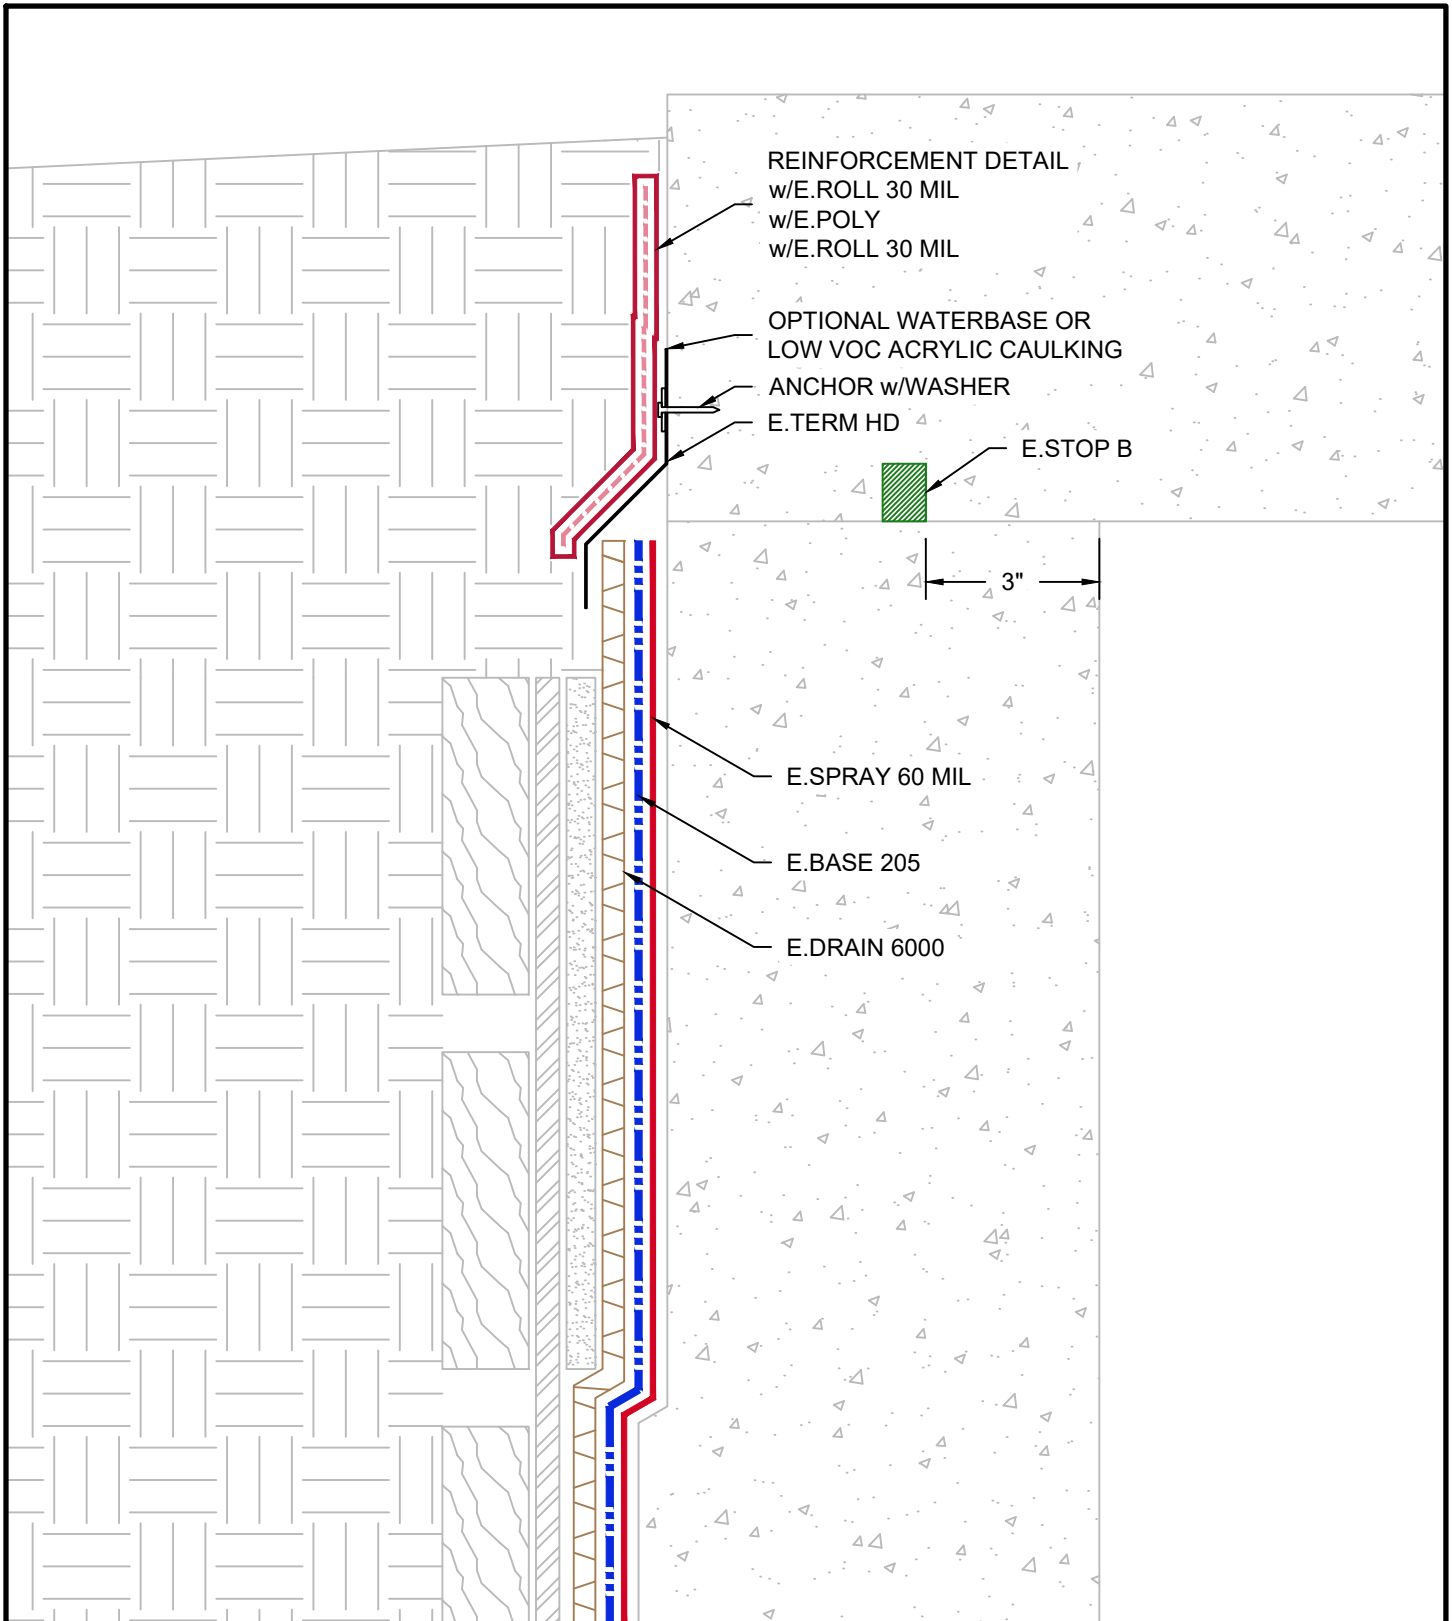 REINFORCEMENT DETAIL
w/E.ROLL 30 MIL
w/E.POLY
w/E.ROLL 30 MIL
OPTIONAL WATERBASE OR
LOW VOC ACRYLIC CAULKING
ANCHOR w/WASHER
E.TERM HD
E.STOP B
3"
E.SPRAY 60 MIL
E.BASE 205
E.DRAIN 6000